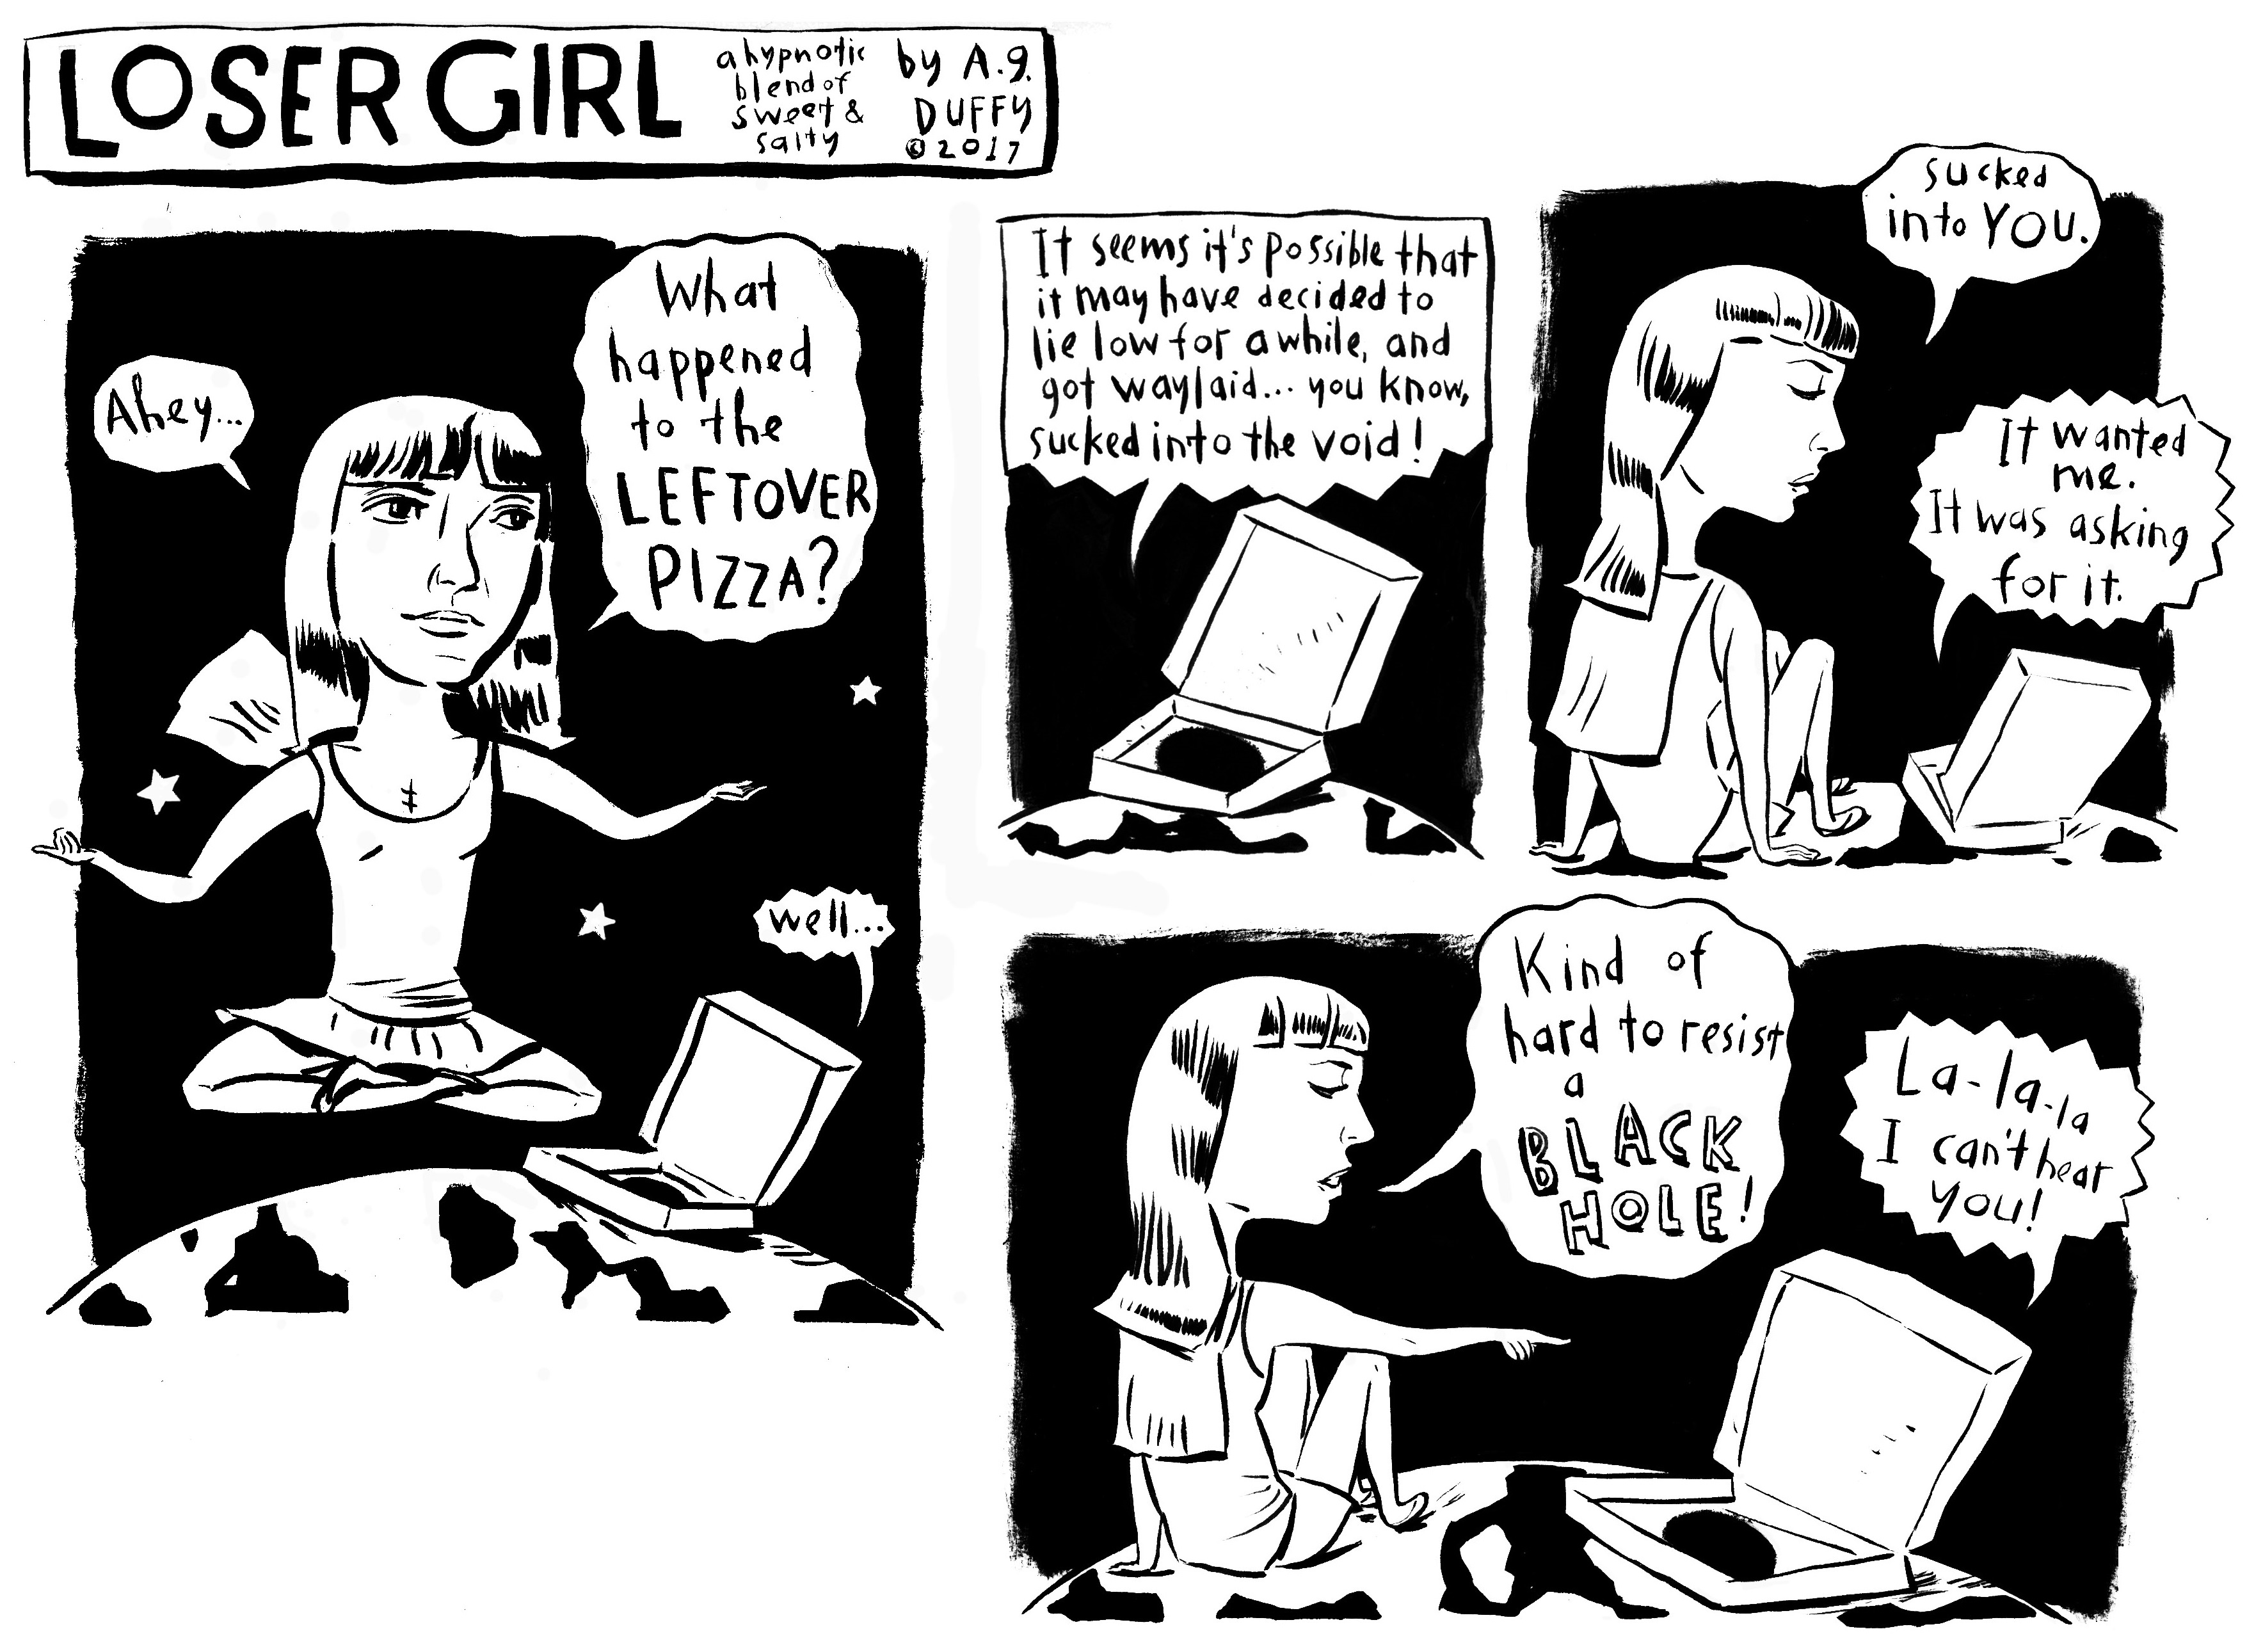 LOSER GIRL
a hypnotic
blend of
sweet &
salty
by A.g.
DUFFY
©2017
Ahey...
What
happened
to the
LEFTOVER
PIZZA?
well...
It seems it's possible that
it may have decided to
lie low for awhile, and
got waylaid... you know,
sucked into the void!
sucked
into YOU.
It wanted
me.
It was asking
for it.
Kind of
hard to resist
a
BLACK
HOLE!
La-la-la
I can't hear
you!